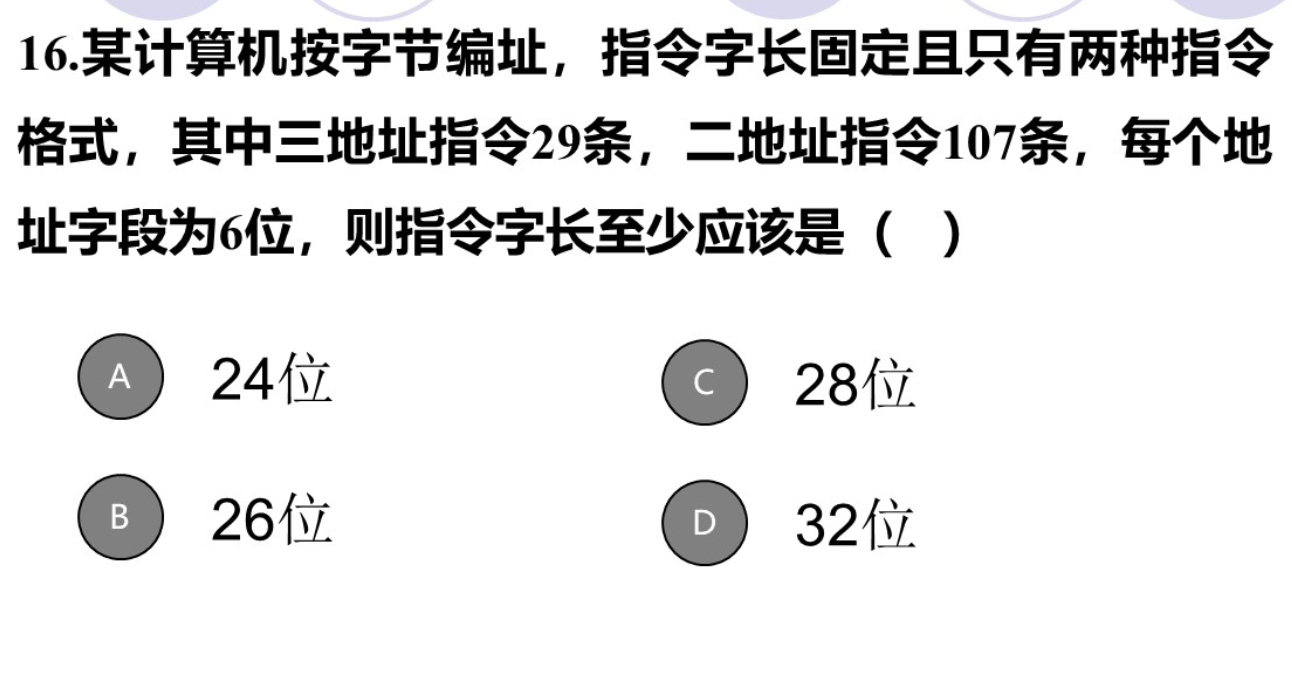 16.某计算机按字节编址，指令字长固定且只有两种指令
格式，其中三地址指令29条，二地址指令107条，每个地
址字段为6位，则指令字长至少应该是（ ）
A 24位
C 28位
B 26位
D 32位